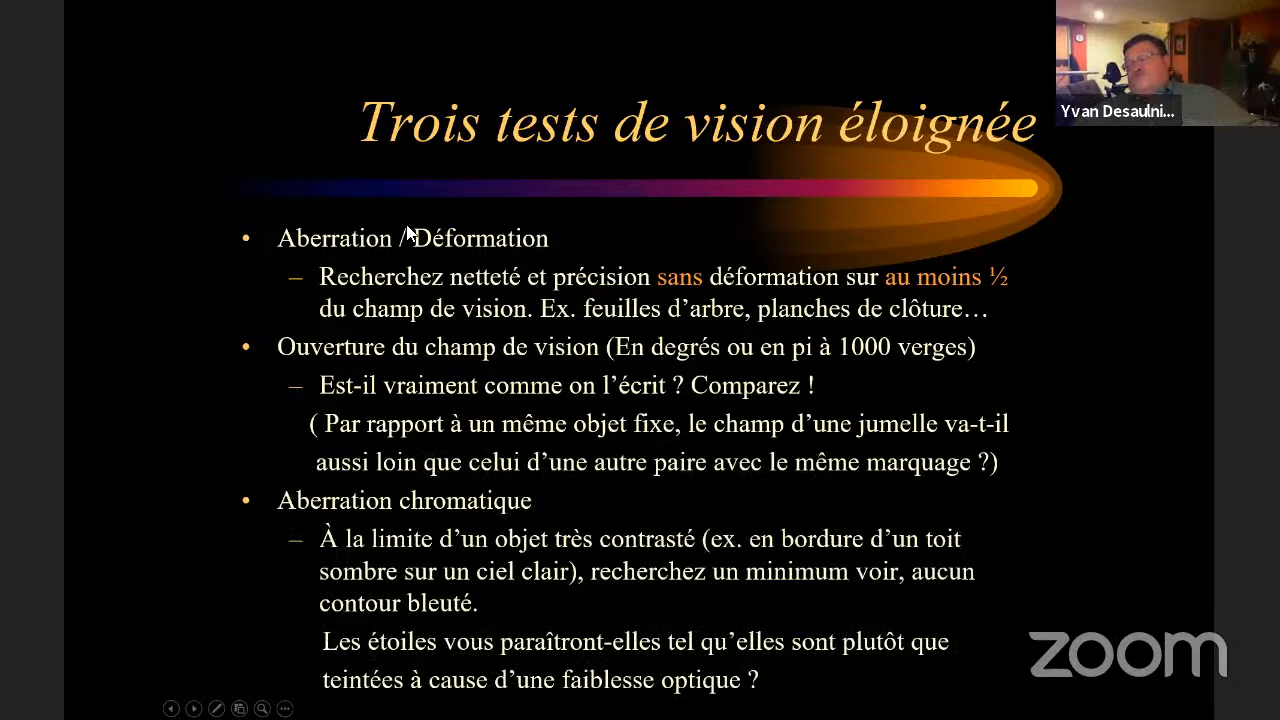 Trois tests de vision éloignée
Yvan Desaulni...
• Aberration / Déformation
– Recherchez netteté et précision sans déformation sur au moins ½
du champ de vision. Ex. feuilles d’arbre, planches de clôture…
• Ouverture du champ de vision (En degrés ou en pi à 1000 verges)
– Est-il vraiment comme on l’écrit ? Comparez !
( Par rapport à un même objet fixe, le champ d’une jumelle va-t-il
aussi loin que celui d’une autre paire avec le même marquage ?)
• Aberration chromatique
– À la limite d’un objet très contrasté (ex. en bordure d’un toit
sombre sur un ciel clair), recherchez un minimum voir, aucun
contour bleuté.
Les étoiles vous paraîtront-elles tel qu’elles sont plutôt que
teintées à cause d’une faiblesse optique ?
zoom